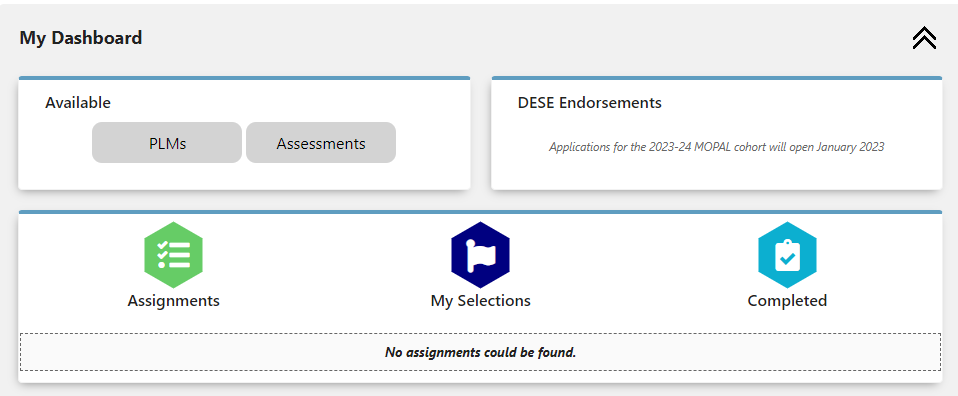 My Dashboard
Available
PLMs
Assessments
DESE Endorsements
Applications for the 2023-24 MOPAL cohort will open January 2023
Assignments
My Selections
Completed
No assignments could be found.